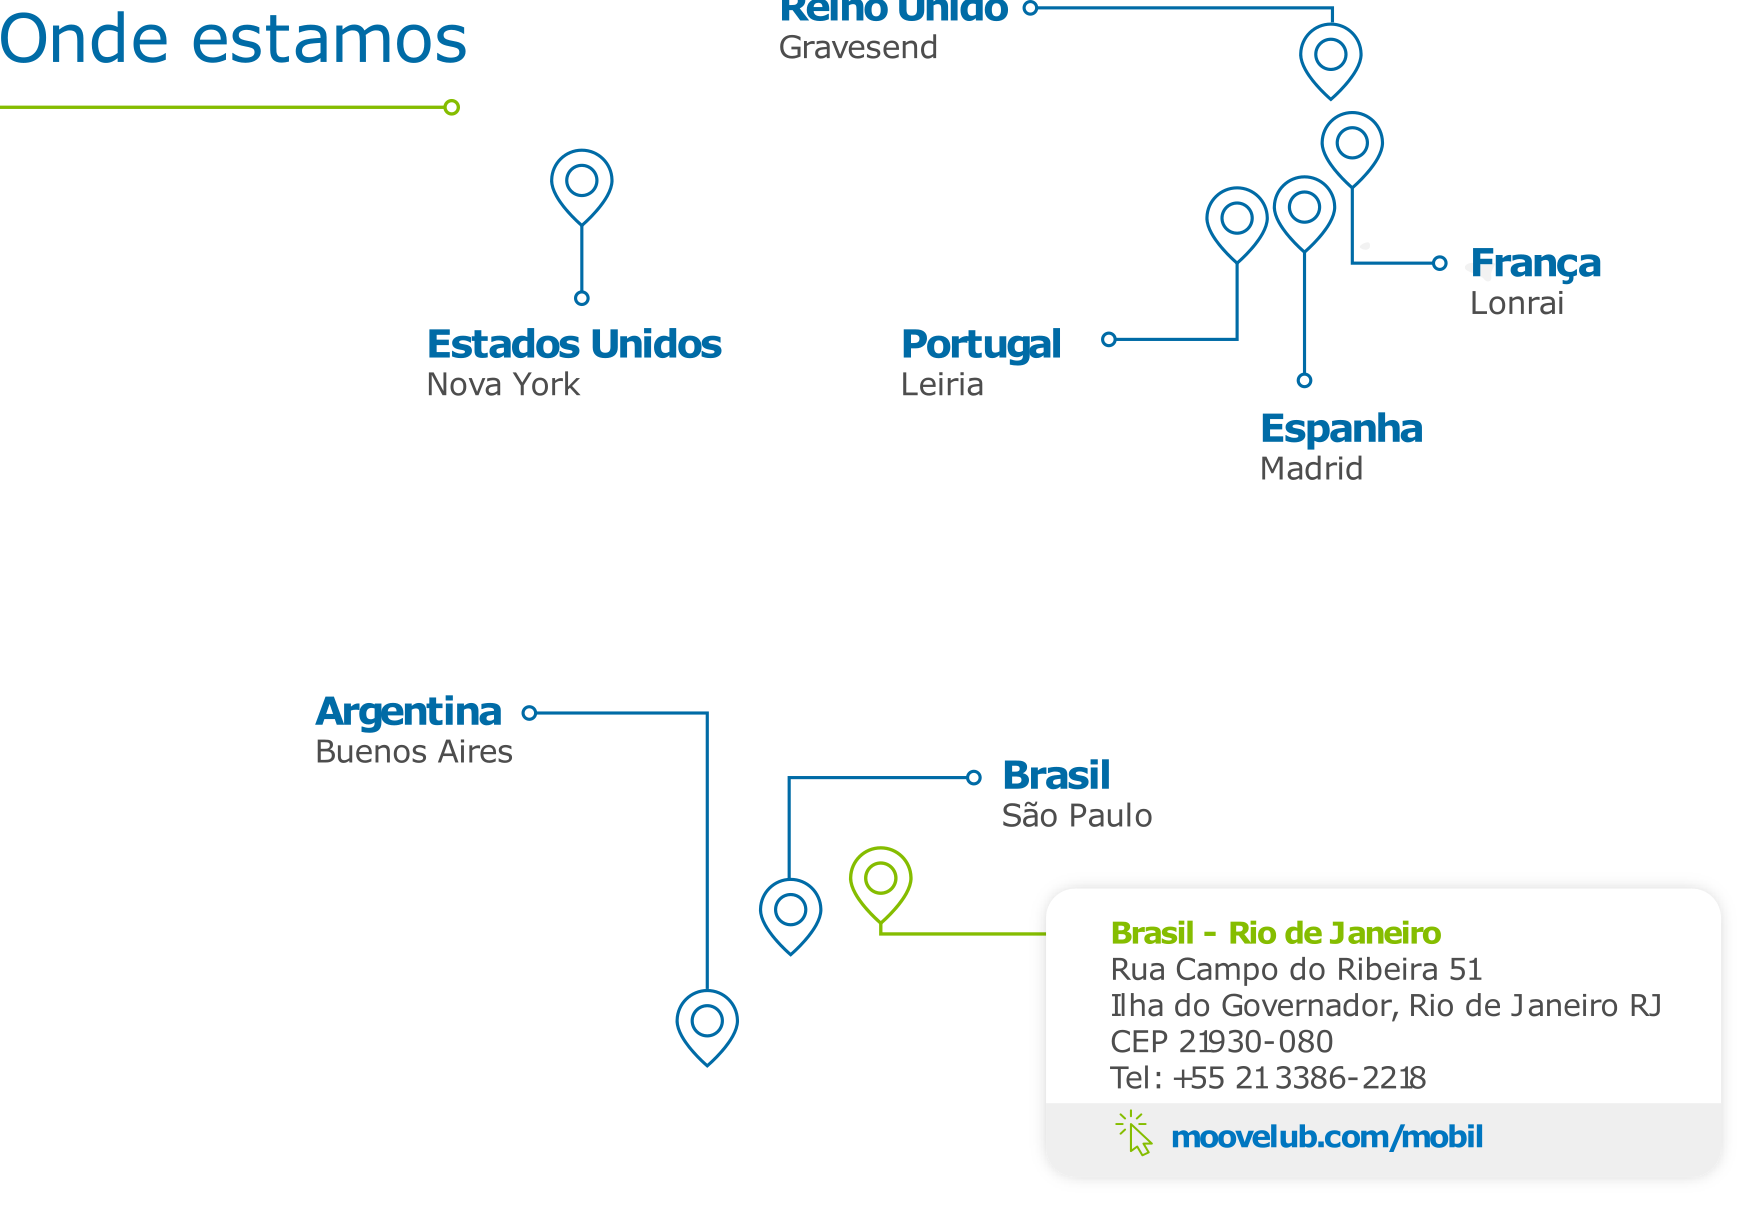 Onde estamos
Reino Unido
Gravesend
França
Lonrai
Estados Unidos
Nova York
Portugal
Leiria
Espanha
Madrid
Argentina
Buenos Aires
Brasil
São Paulo
Brasil - Rio de Janeiro
Rua Campo do Ribeira 51
Ilha do Governador, Rio de Janeiro RJ
CEP 21930-080
Tel: +55 21 3386-2218
moovelub.com/mobil